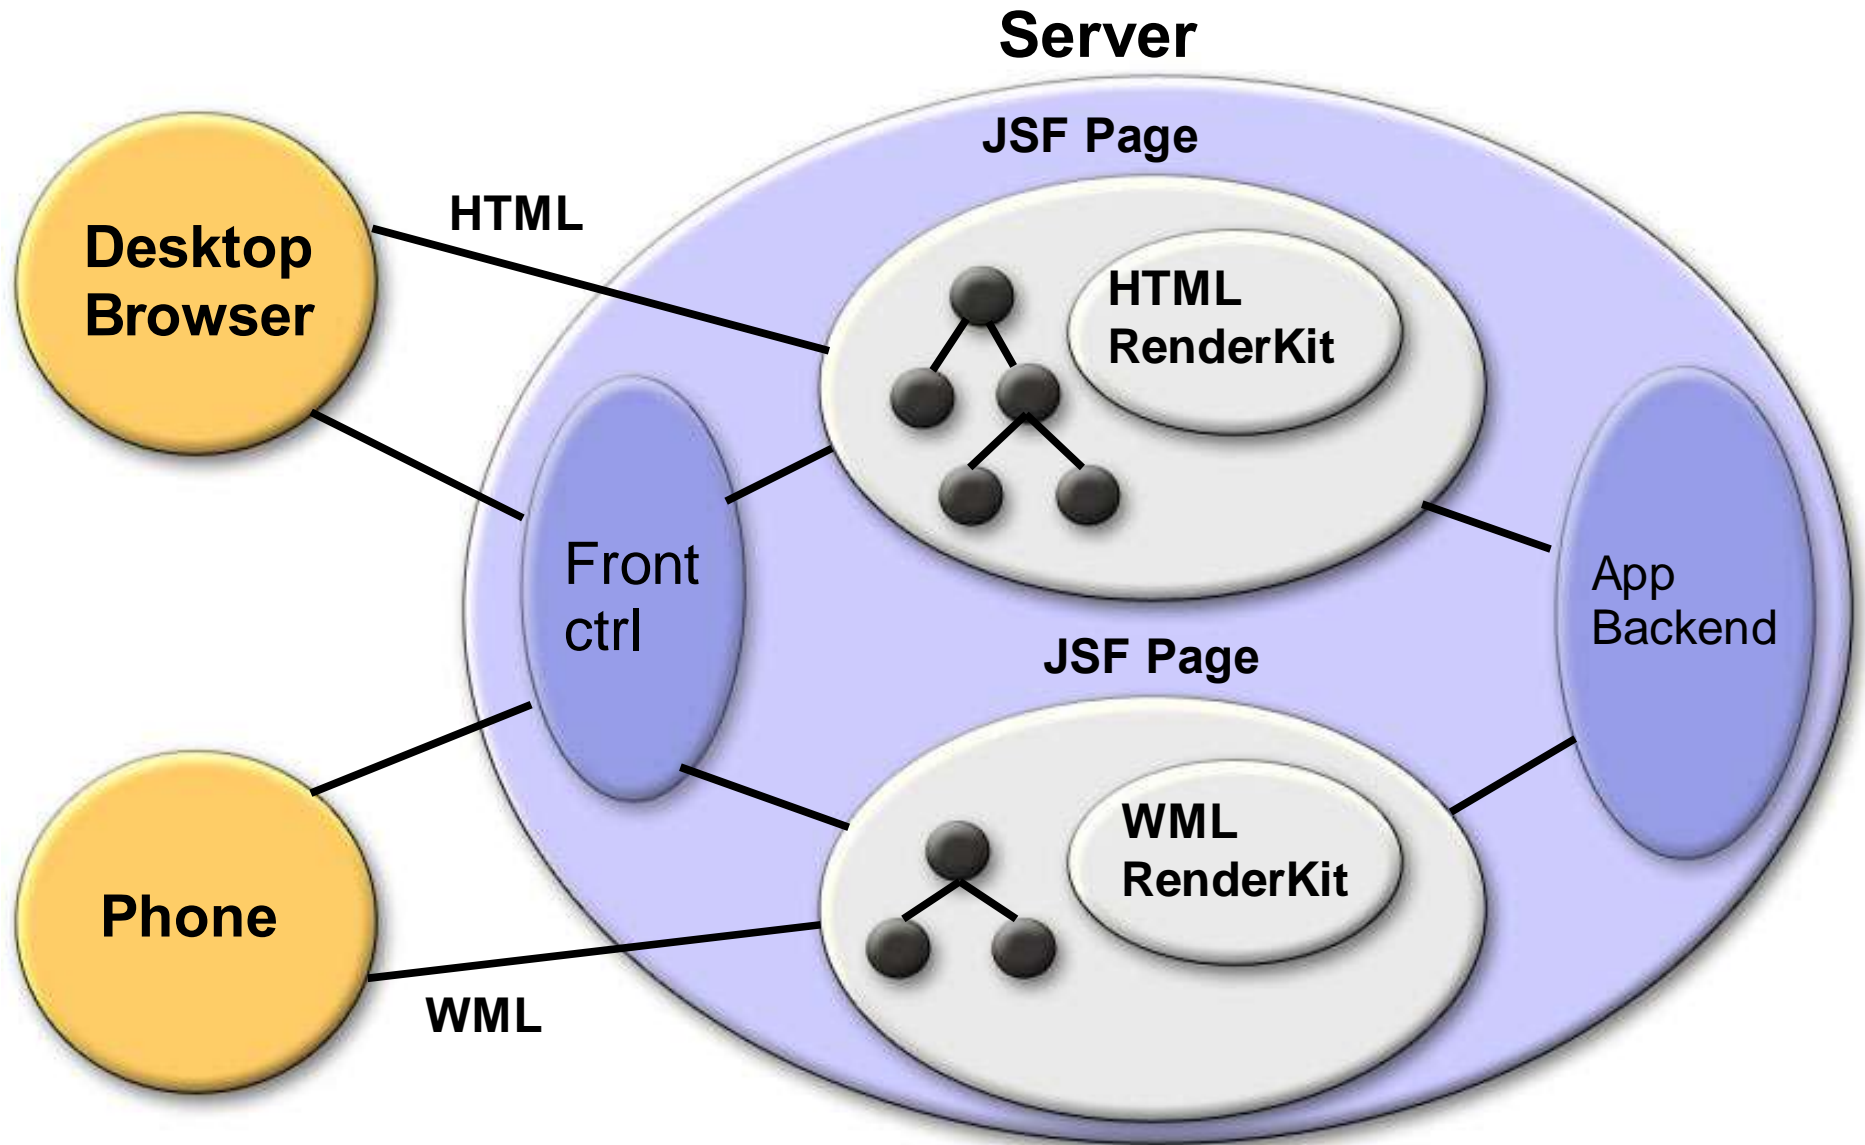 Server
JSF Page
HTML
Desktop
Browser
HTML
RenderKit
Front
ctrl
App
Backend
JSF Page
WML
RenderKit
Phone
WML